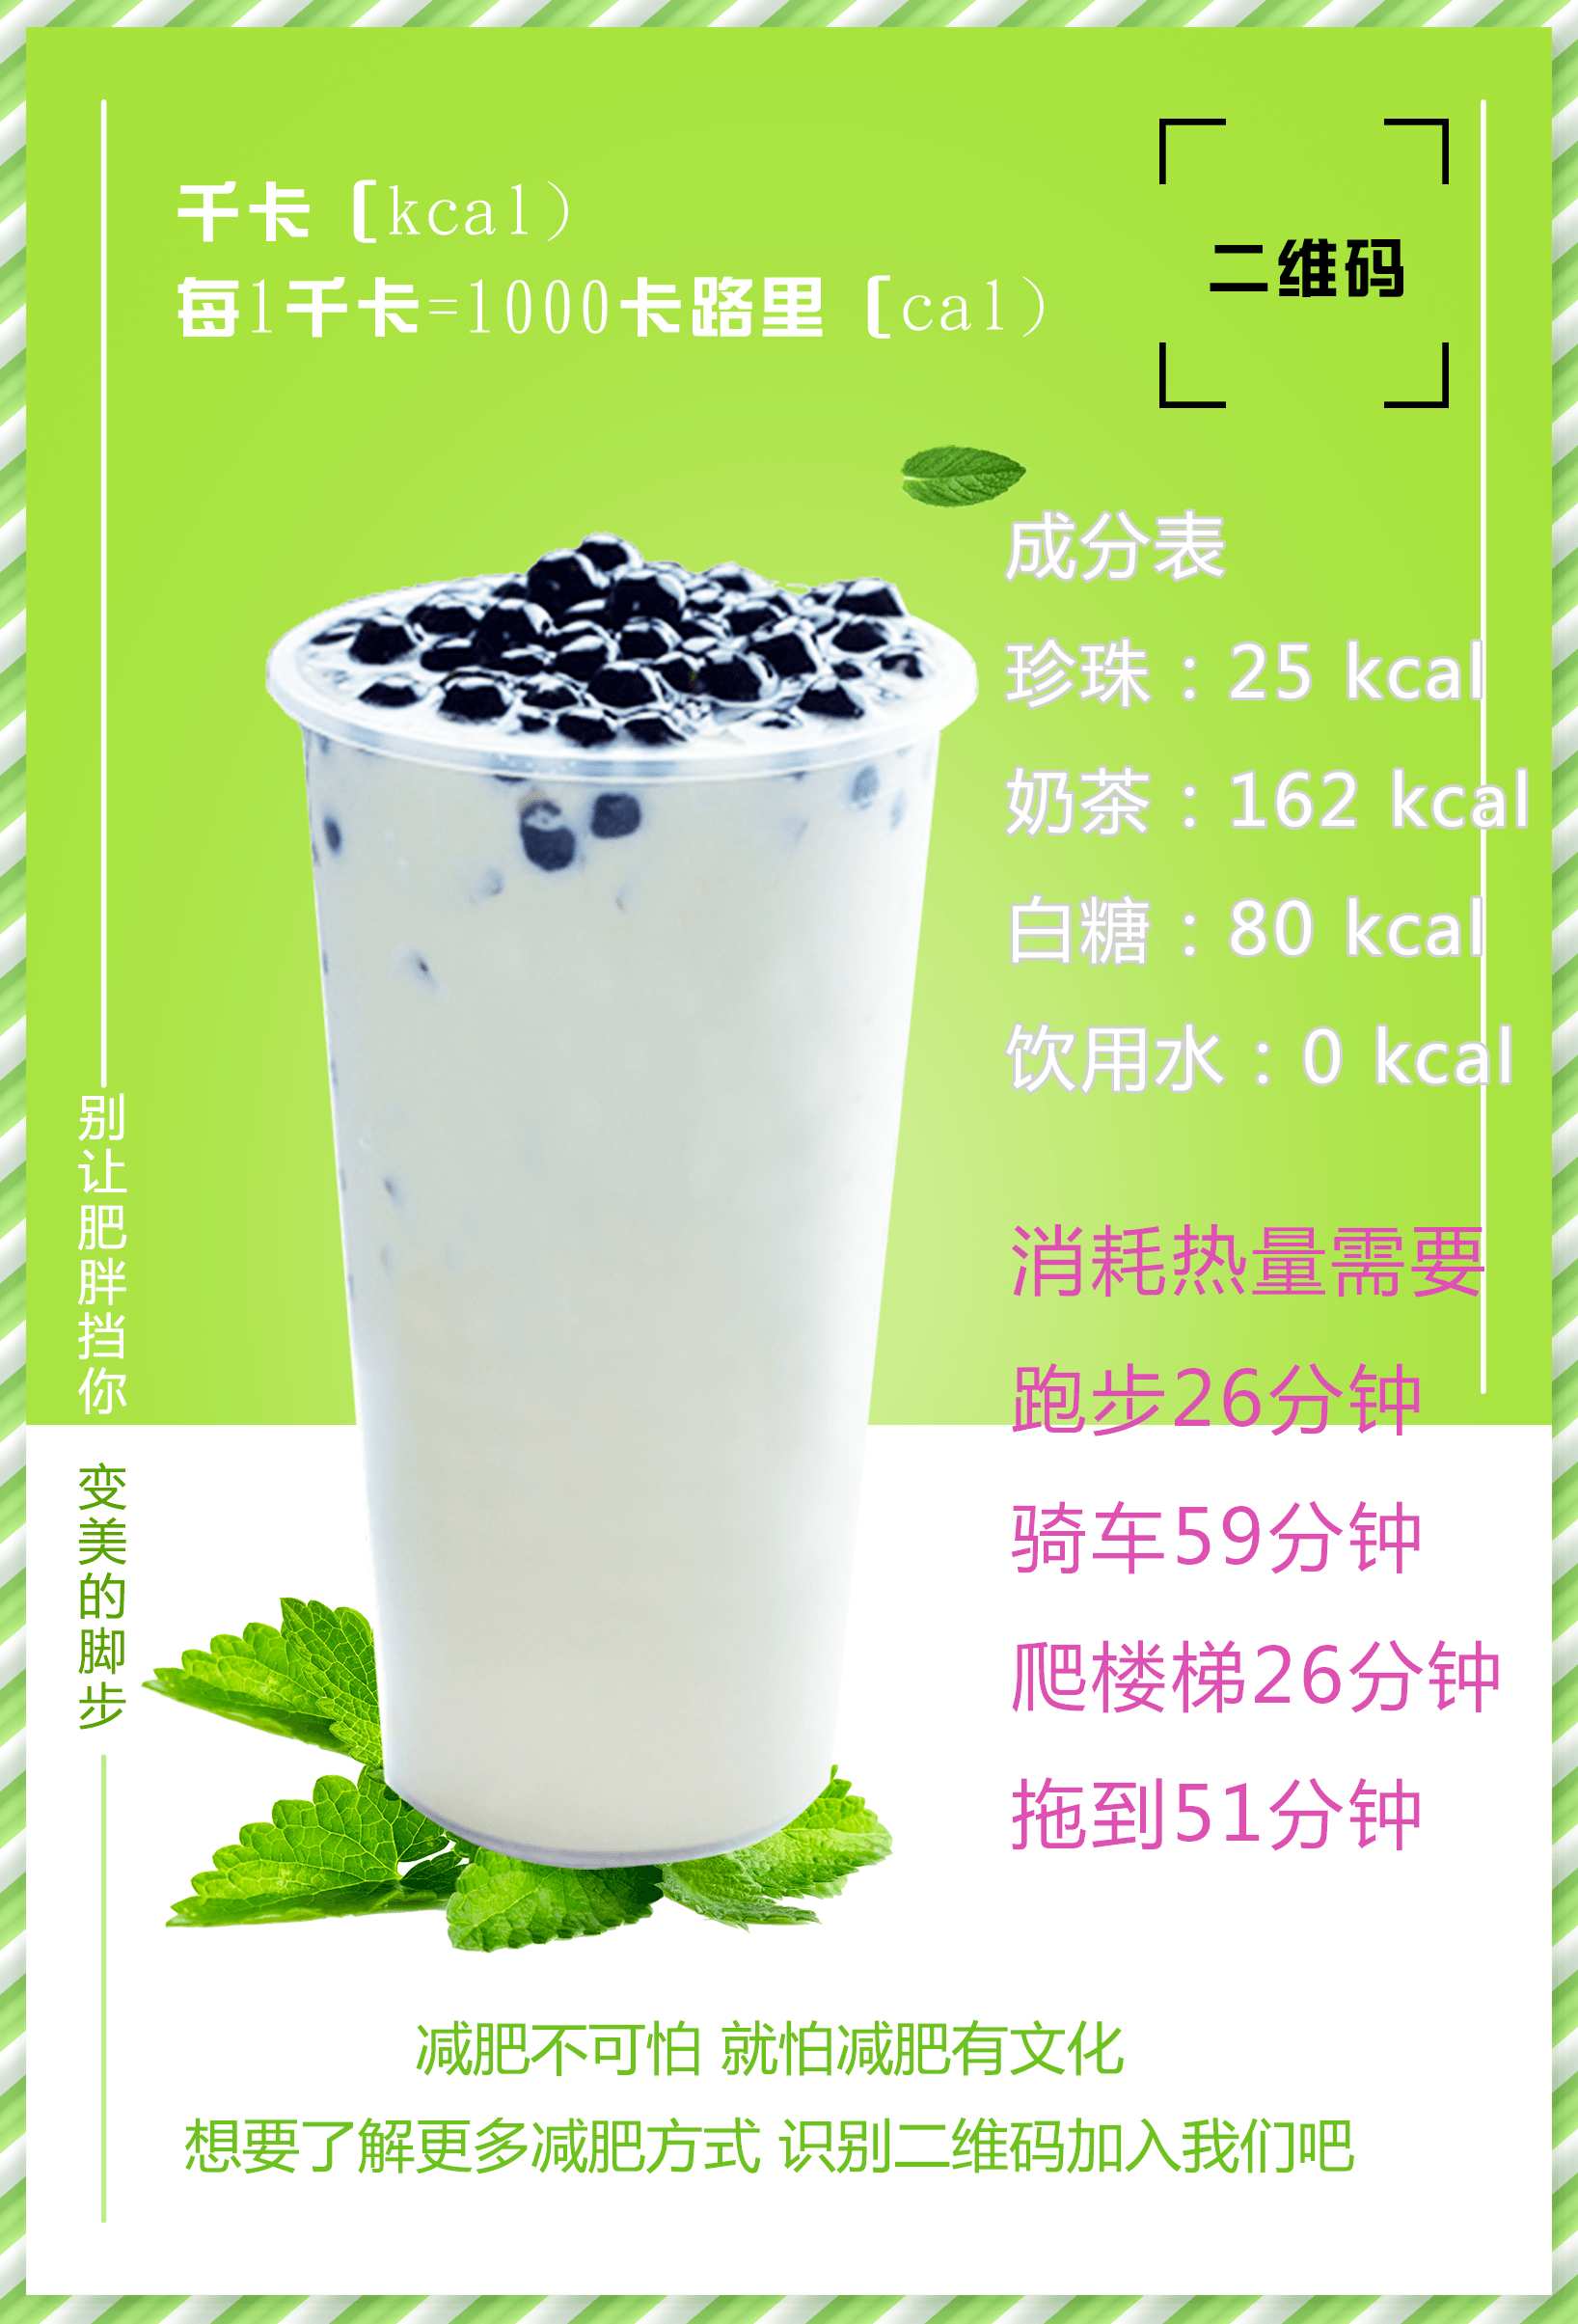 千卡（kcal）
每1千卡=1000卡路里（cal）
二维码
成分表
珍珠：25 kcal
奶茶：162 kcal
白糖：80 kcal
饮用水：0 kcal
消耗热量需要
跑步26分钟
骑车59分钟
爬楼梯26分钟
拖到51分钟
别让肥胖挡你
变美的脚步
减肥不可怕 就怕减肥有文化
想要了解更多减肥方式 识别二维码加入我们吧